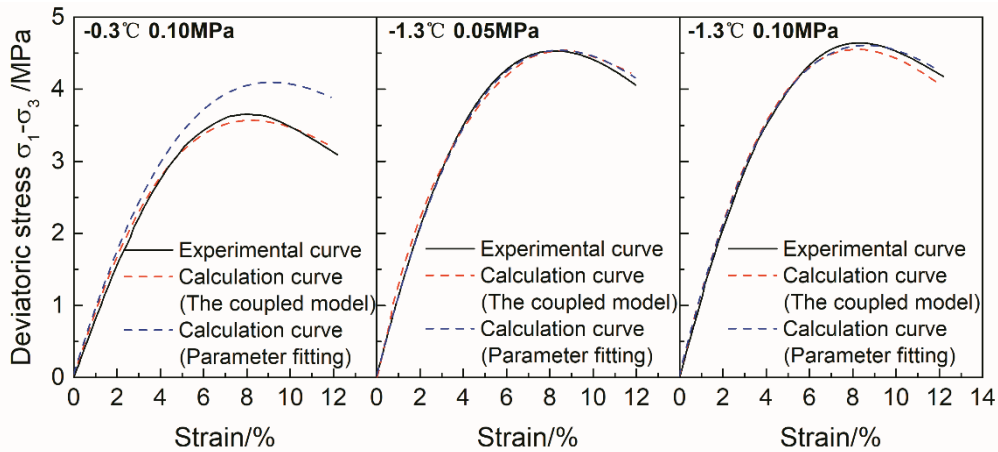 Deviatoric stress σ1-σ3 /MPa
5
4
3
2
1
0
-0.3℃ 0.10MPa
Experimental curve
Calculation curve
(The coupled model)
Calculation curve
(Parameter fitting)
0 2 4 6 8 10 12
Strain/%
-1.3℃ 0.05MPa
Experimental curve
Calculation curve
(The coupled model)
Calculation curve
(Parameter fitting)
0 2 4 6 8 10 12
Strain/%
-1.3℃ 0.10MPa
Experimental curve
Calculation curve
(The coupled model)
Calculation curve
(Parameter fitting)
0 2 4 6 8 10 12 14
Strain/%